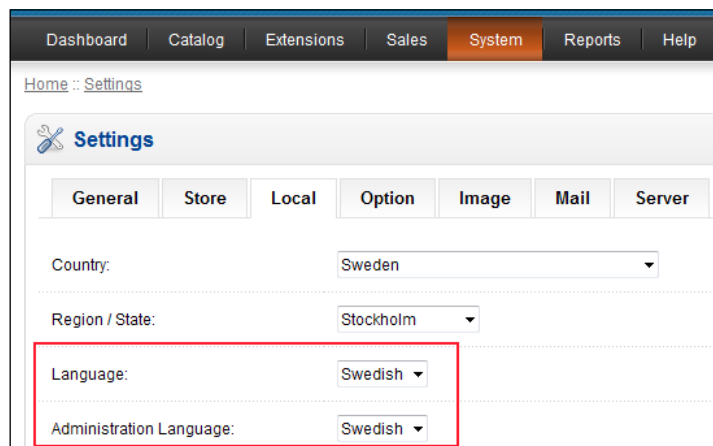 Dashboard Catalog Extensions Sales System Reports Help
Home :: Settings
Settings
General Store Local Option Image Mail Server
Country: Sweden
Region / State: Stockholm
Language: Swedish
Administration Language: Swedish